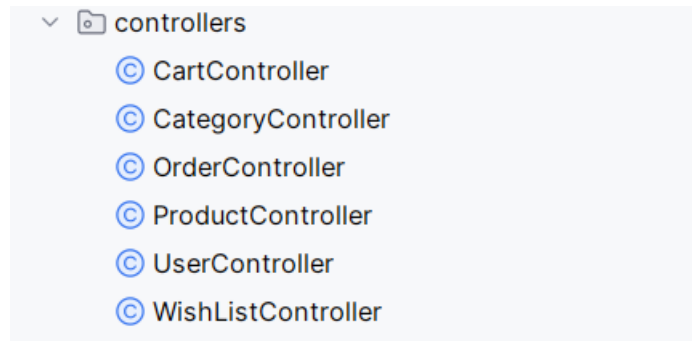 controllers
CartController
CategoryController
OrderController
ProductController
UserController
WishListController